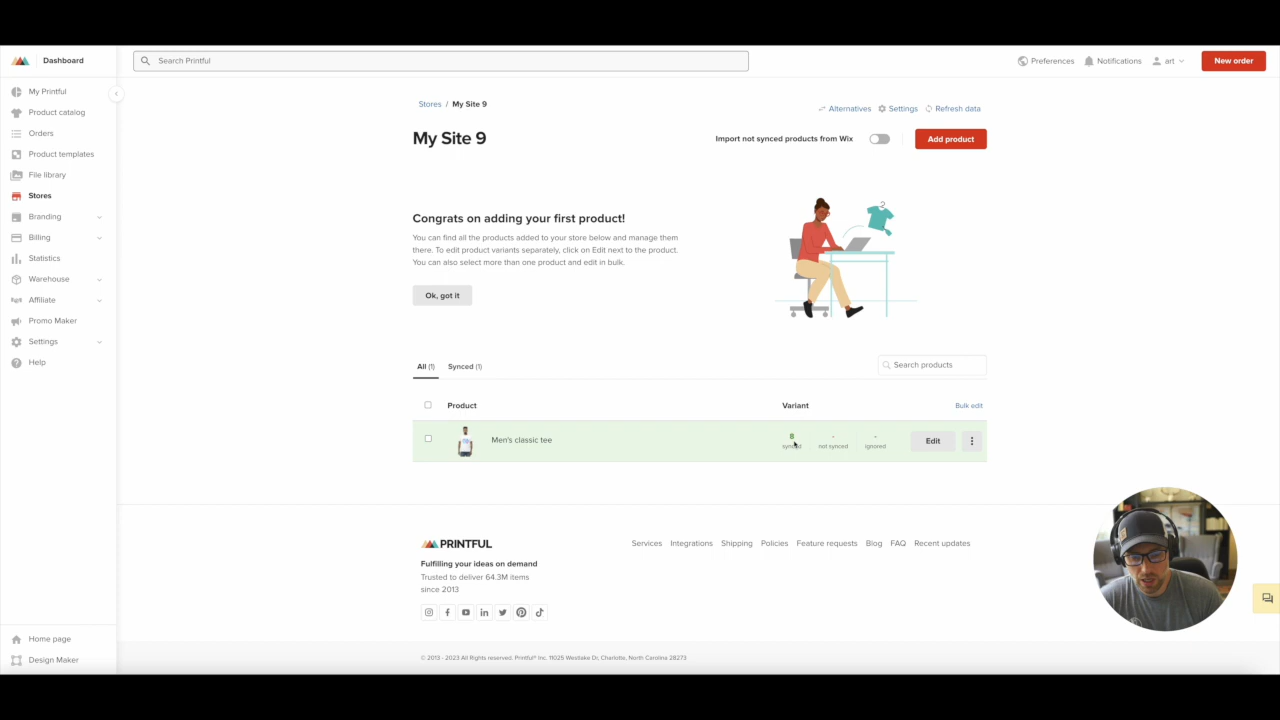 Dashboard
Search Printful
Preferences
Notifications
art
New order
My Printful
Product catalog
Orders
Product templates
File library
Stores
Branding
Billing
Statistics
Warehouse
Affiliate
Promo Maker
Settings
Help
Home page
Design Maker
Stores / My Site 9
Alternatives
Settings
Refresh data
My Site 9
Import not synced products from Wix
Add product
Congrats on adding your first product!
You can find all the products added to your store below and manage them
there. To edit product variants separately, click on Edit next to the product.
You can also select more than one product and edit in bulk.
Ok, got it
All (1)
Synced (1)
Search products
Product
Variant
Bulk edit
Men's classic tee
8
synced
-
not synced
-
ignored
Edit
PRINTFUL
Services
Integrations
Shipping
Policies
Feature requests
Blog
FAQ
Recent updates
Fulfilling your ideas on demand
Trusted to deliver 64.3M items
since 2013
© 2013 - 2023 All Rights reserved. Printful® Inc. 11025 Westlake Dr, Charlotte, North Carolina 28273